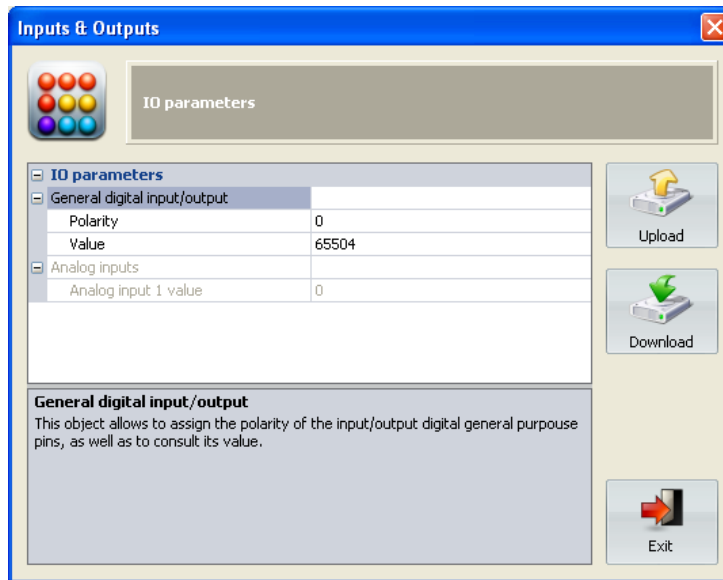 Inputs & Outputs
IO parameters
IO parameters
General digital input/output
Polarity 0
Value 65504
Analog inputs
Analog input 1 value 0
Upload
Download
General digital input/output
This object allows to assign the polarity of the input/output digital general purpouse
pins, as well as to consult its value.
Exit